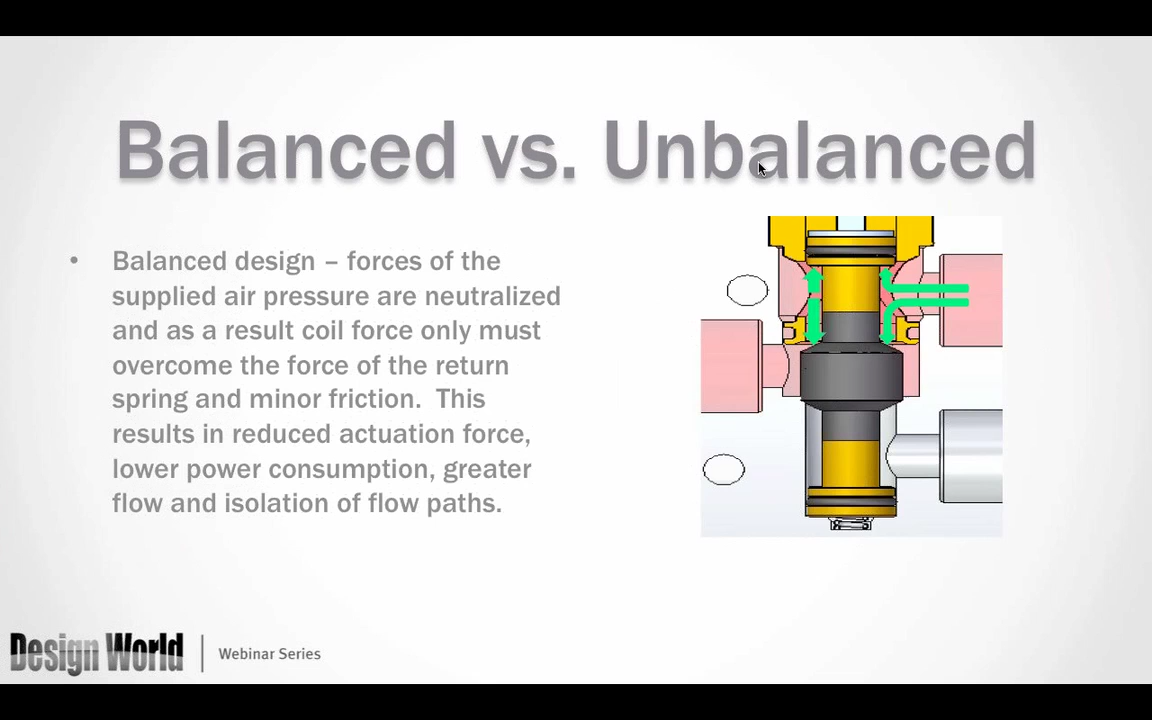 Balanced vs. Unbalanced
• Balanced design – forces of the
supplied air pressure are neutralized
and as a result coil force only must
overcome the force of the return
spring and minor friction.  This
results in reduced actuation force,
lower power consumption, greater
flow and isolation of flow paths.
Design World | Webinar Series